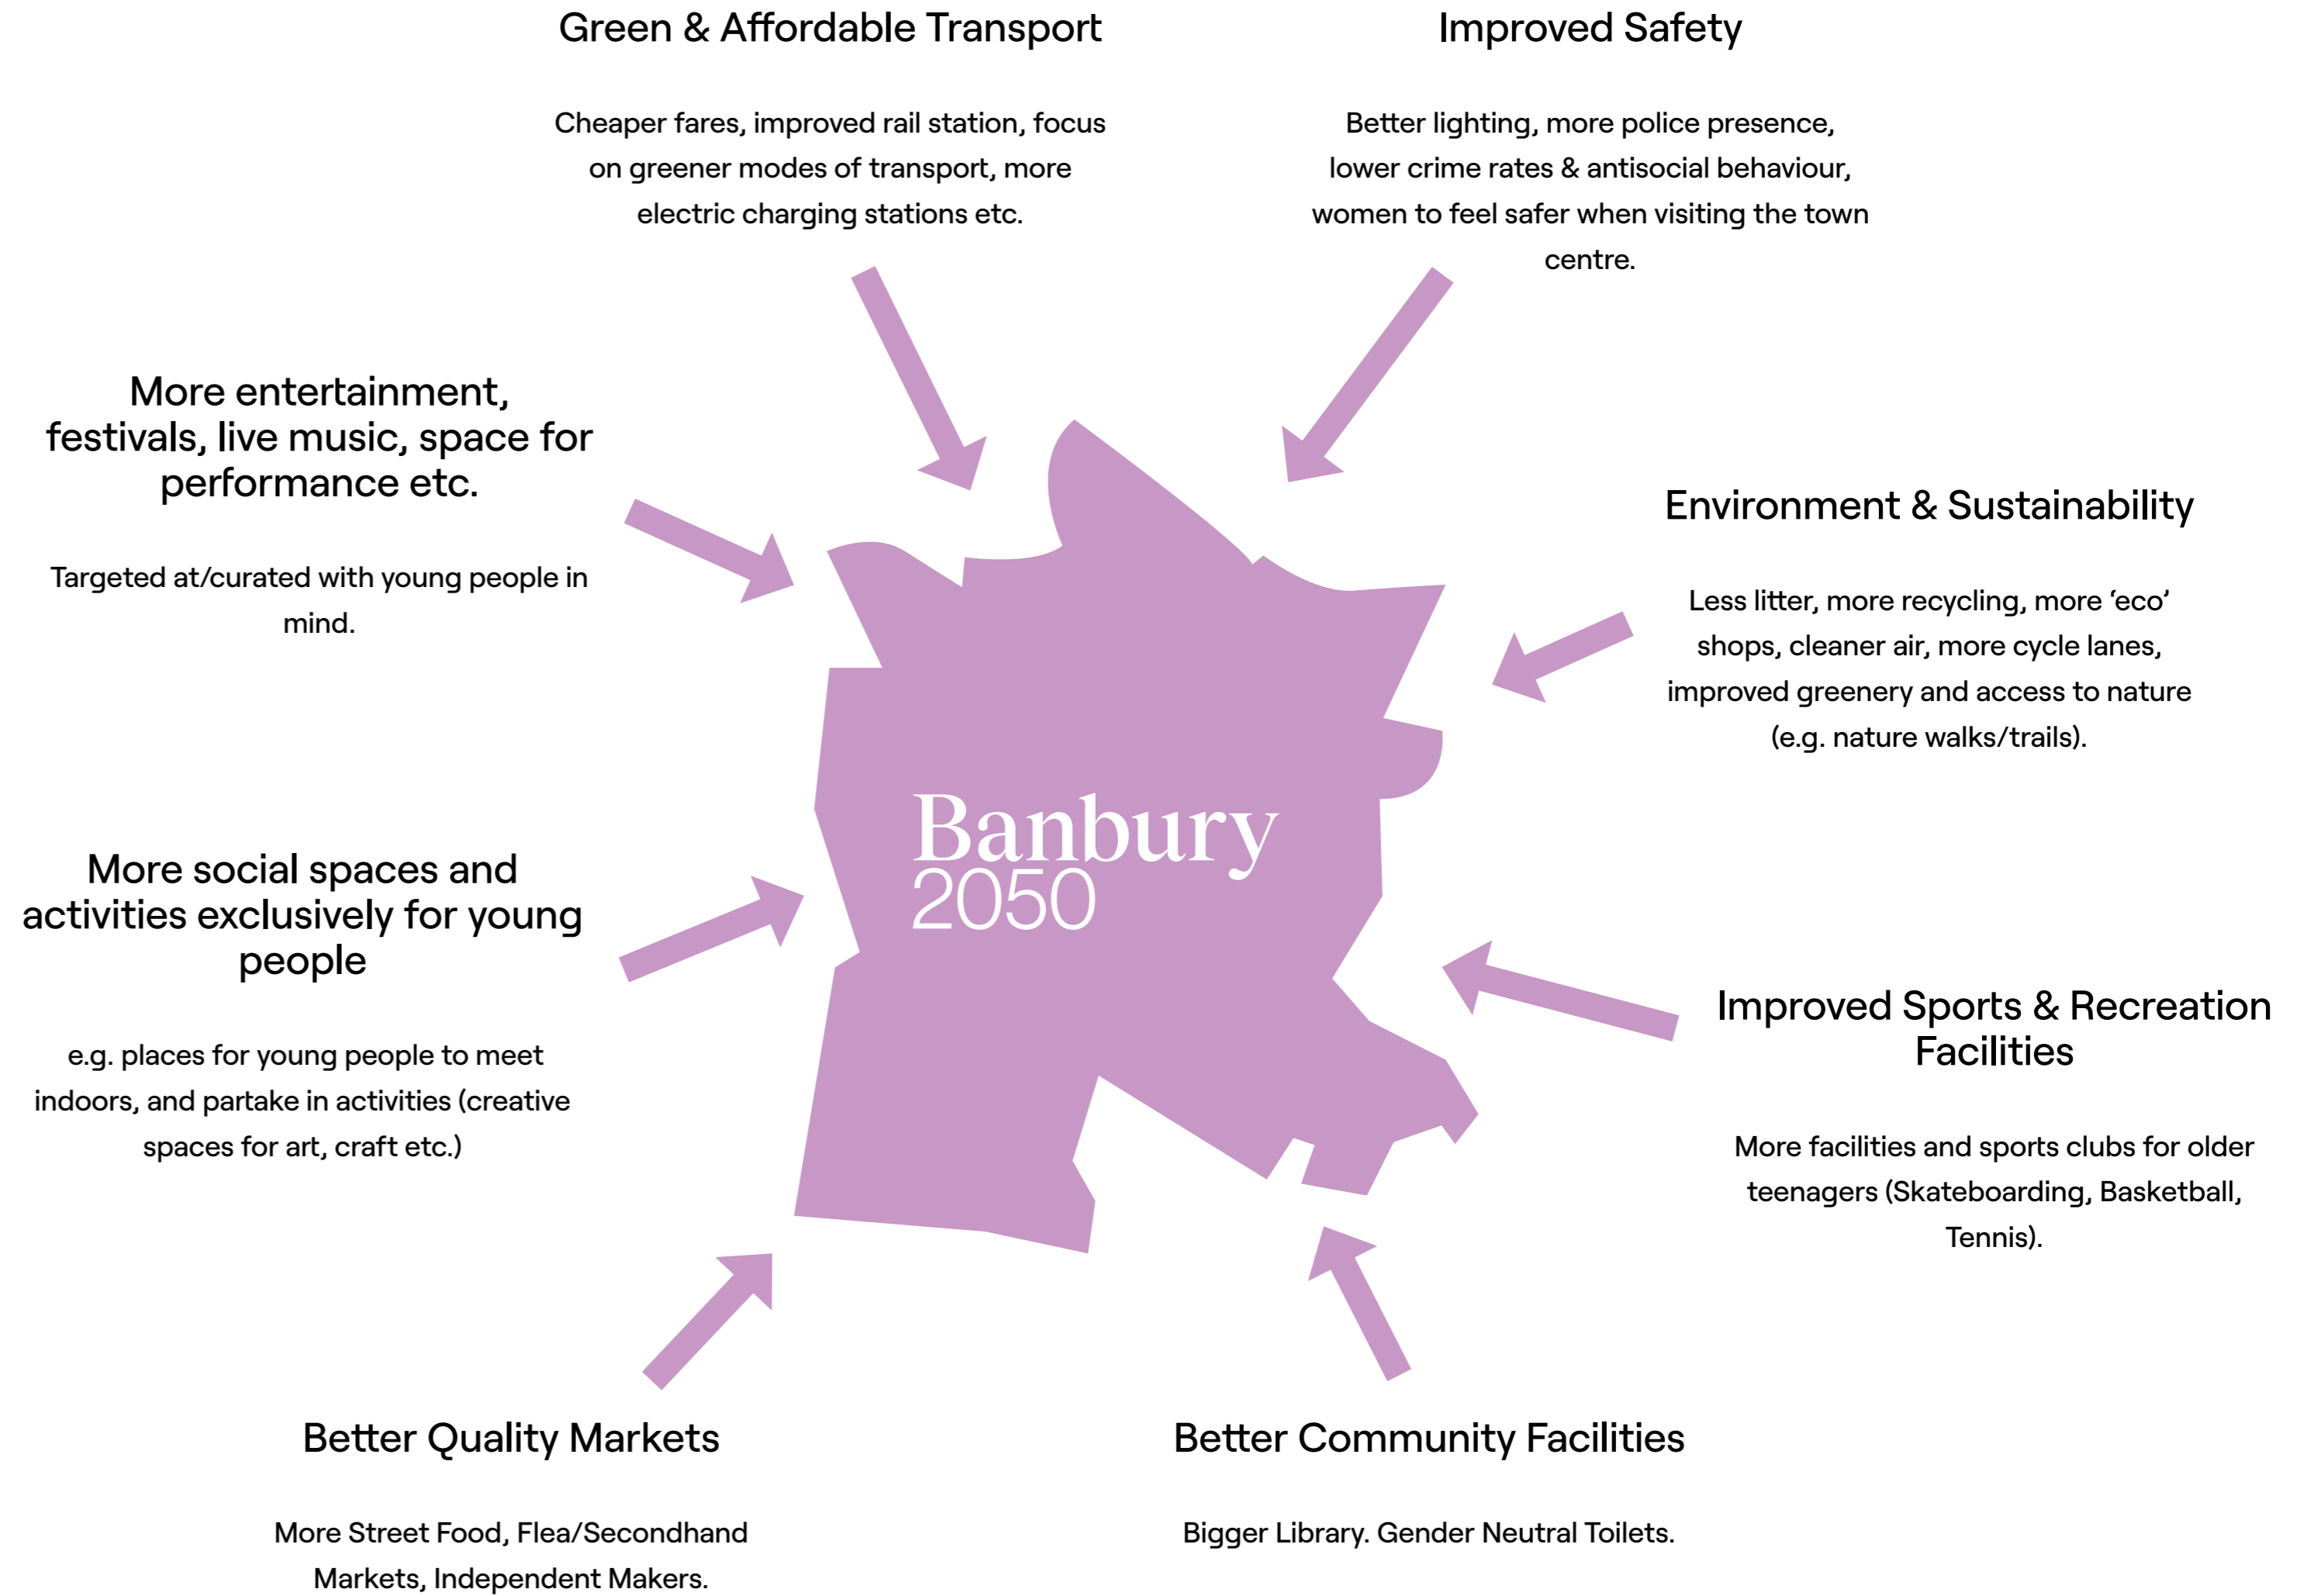 Green & Affordable Transport
Cheaper fares, improved rail station, focus
on greener modes of transport, more
electric charging stations etc.
Improved Safety
Better lighting, more police presence,
lower crime rates & antisocial behaviour,
women to feel safer when visiting the town
centre.
More entertainment,
festivals, live music, space for
performance etc.
Targeted at/curated with young people in
mind.
Environment & Sustainability
Less litter, more recycling, more ‘eco’
shops, cleaner air, more cycle lanes,
improved greenery and access to nature
(e.g. nature walks/trails).
Banbury
2050
More social spaces and
activities exclusively for young
people
e.g. places for young people to meet
indoors, and partake in activities (creative
spaces for art, craft etc.)
Improved Sports & Recreation
Facilities
More facilities and sports clubs for older
teenagers (Skateboarding, Basketball,
Tennis).
Better Quality Markets
More Street Food, Flea/Secondhand
Markets, Independent Makers.
Better Community Facilities
Bigger Library. Gender Neutral Toilets.